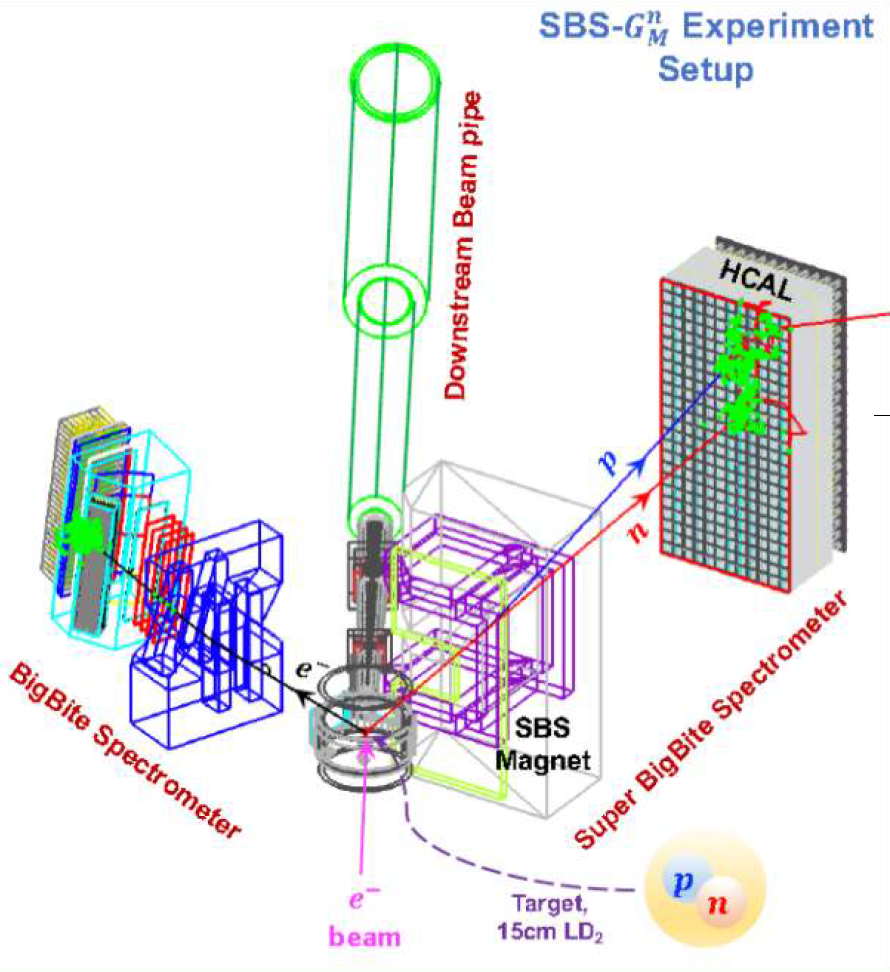 SBS-$G_M^n$ Experiment
Setup
Downstream Beam pipe
HCAL
p
n
e⁻
BigBite Spectrometer
SBS
Magnet
Super BigBite Spectrometer
p
n
e⁻
beam
Target,
15cm LD₂